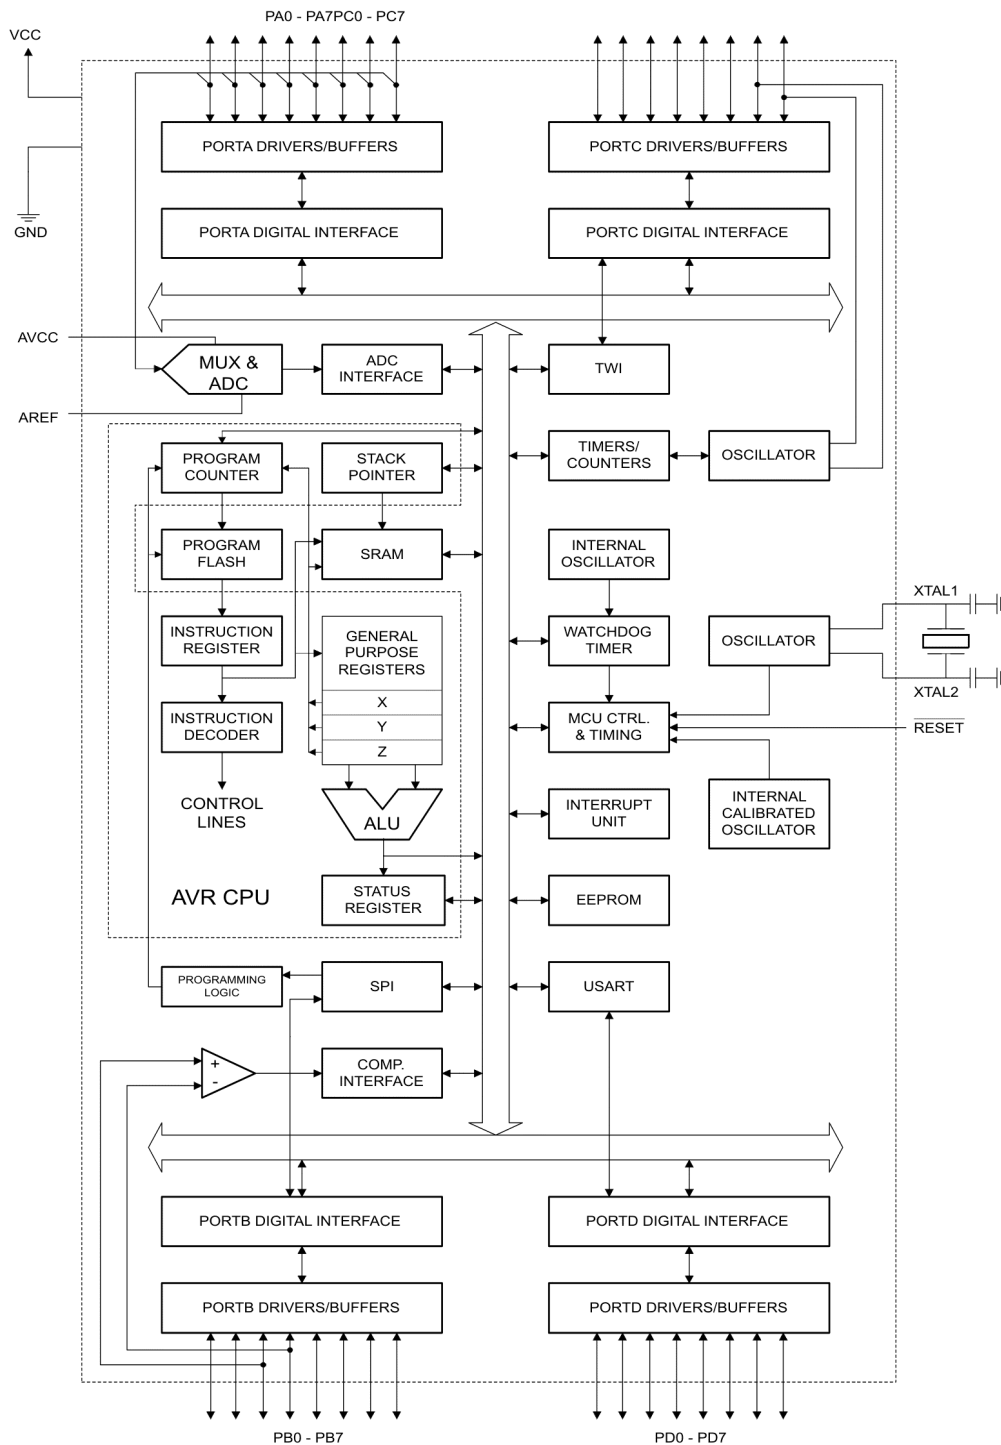 PA0 - PA7PC0 - PC7
VCC
PORTA DRIVERS/BUFFERS
PORTC DRIVERS/BUFFERS
GND
PORTA DIGITAL INTERFACE
PORTC DIGITAL INTERFACE
AVCC
MUX &
ADC
ADC
INTERFACE
TWI
AREF
PROGRAM
COUNTER
STACK
POINTER
TIMERS/
COUNTERS
OSCILLATOR
PROGRAM
FLASH
SRAM
INTERNAL
OSCILLATOR
XTAL1
INSTRUCTION
REGISTER
GENERAL
PURPOSE
REGISTERS
WATCHDOG
TIMER
OSCILLATOR
XTAL2
X
Y
Z
INSTRUCTION
DECODER
MCU CTRL.
& TIMING
RESET
CONTROL
LINES
ALU
INTERRUPT
UNIT
INTERNAL
CALIBRATED
OSCILLATOR
AVR CPU
STATUS
REGISTER
EEPROM
PROGRAMMING
LOGIC
SPI
USART
+
-
COMP.
INTERFACE
PORTB DIGITAL INTERFACE
PORTD DIGITAL INTERFACE
PORTB DRIVERS/BUFFERS
PORTD DRIVERS/BUFFERS
PB0 - PB7
PD0 - PD7